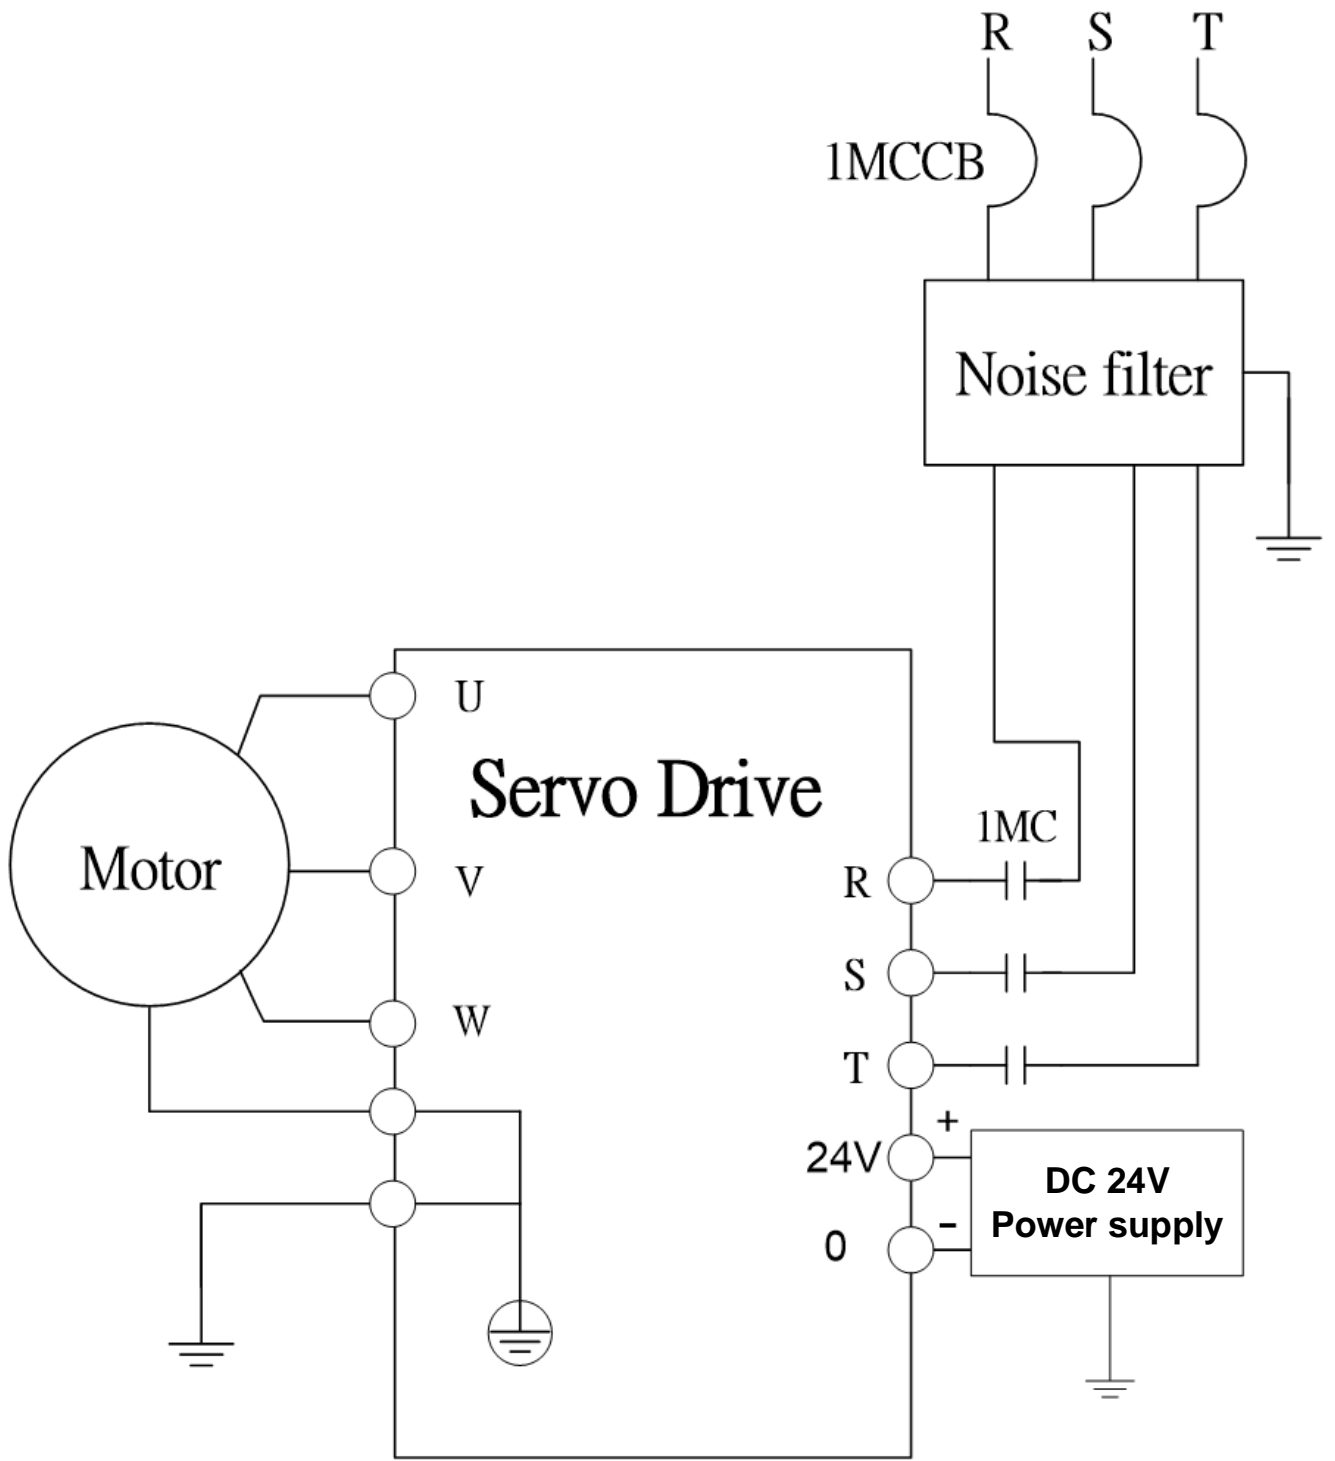 R S T
1MCCB
Noise filter
U
Servo Drive
1MC
Motor
V
R
S
W
T
+
24V
DC 24V
Power supply
-
0